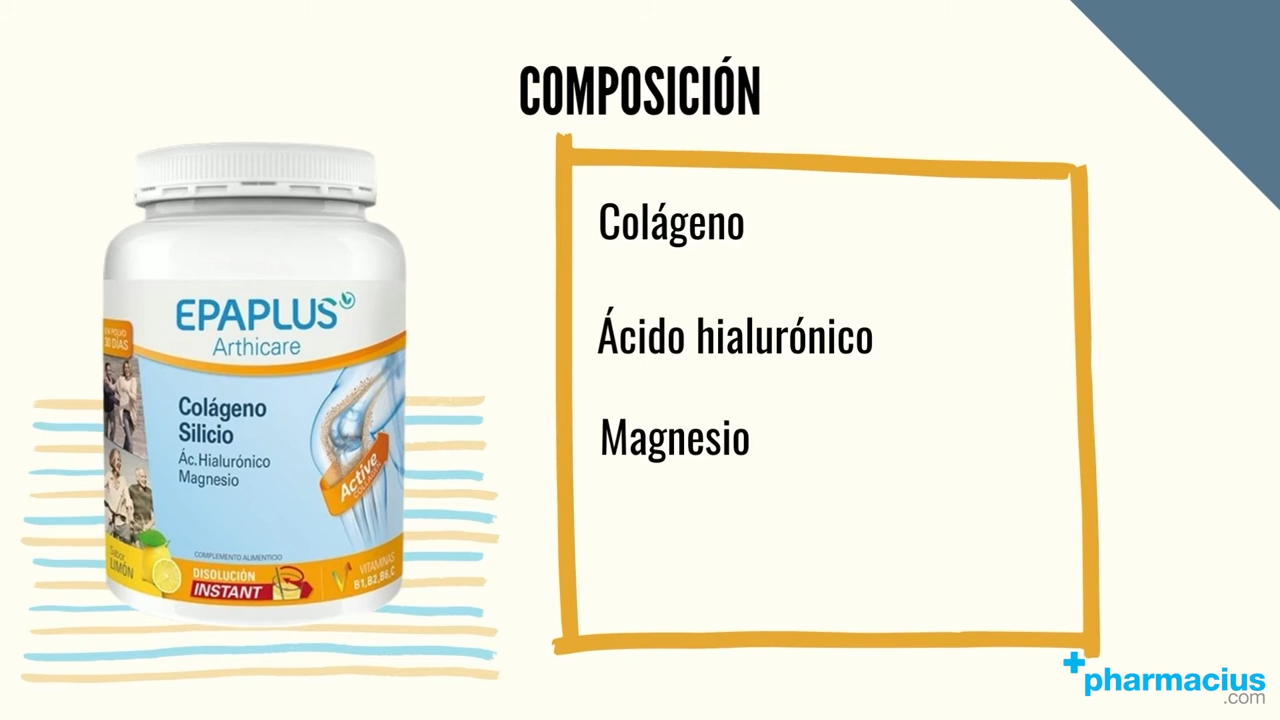 COMPOSICIÓN
EPAPLUS
Arthicare
EN POLVO
30 DÍAS
Colágeno
Silicio
Ác.Hialurónico
Magnesio
Active
COLLAGEN
Sabor
LIMÓN
COMPLEMENTO ALIMENTICIO
DISOLUCIÓN
INSTANT
VITAMINAS
B1,B2,B6,C
Colágeno
Ácido hialurónico
Magnesio
pharmacius
.com